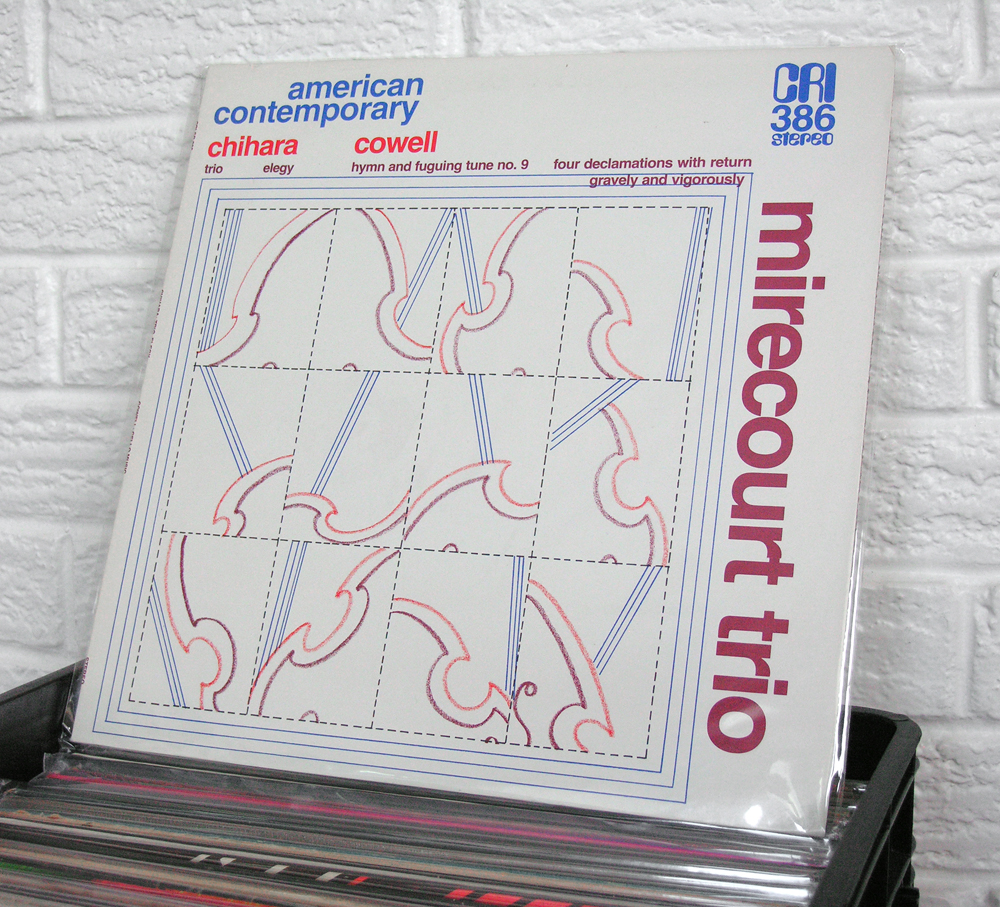 american
contemporary
chihara
cowell
trio
elegy
hymn and fuguing tune no. 9
four declamations with return
gravely and vigorously
CRI
386
STEREO
mirecourt trio